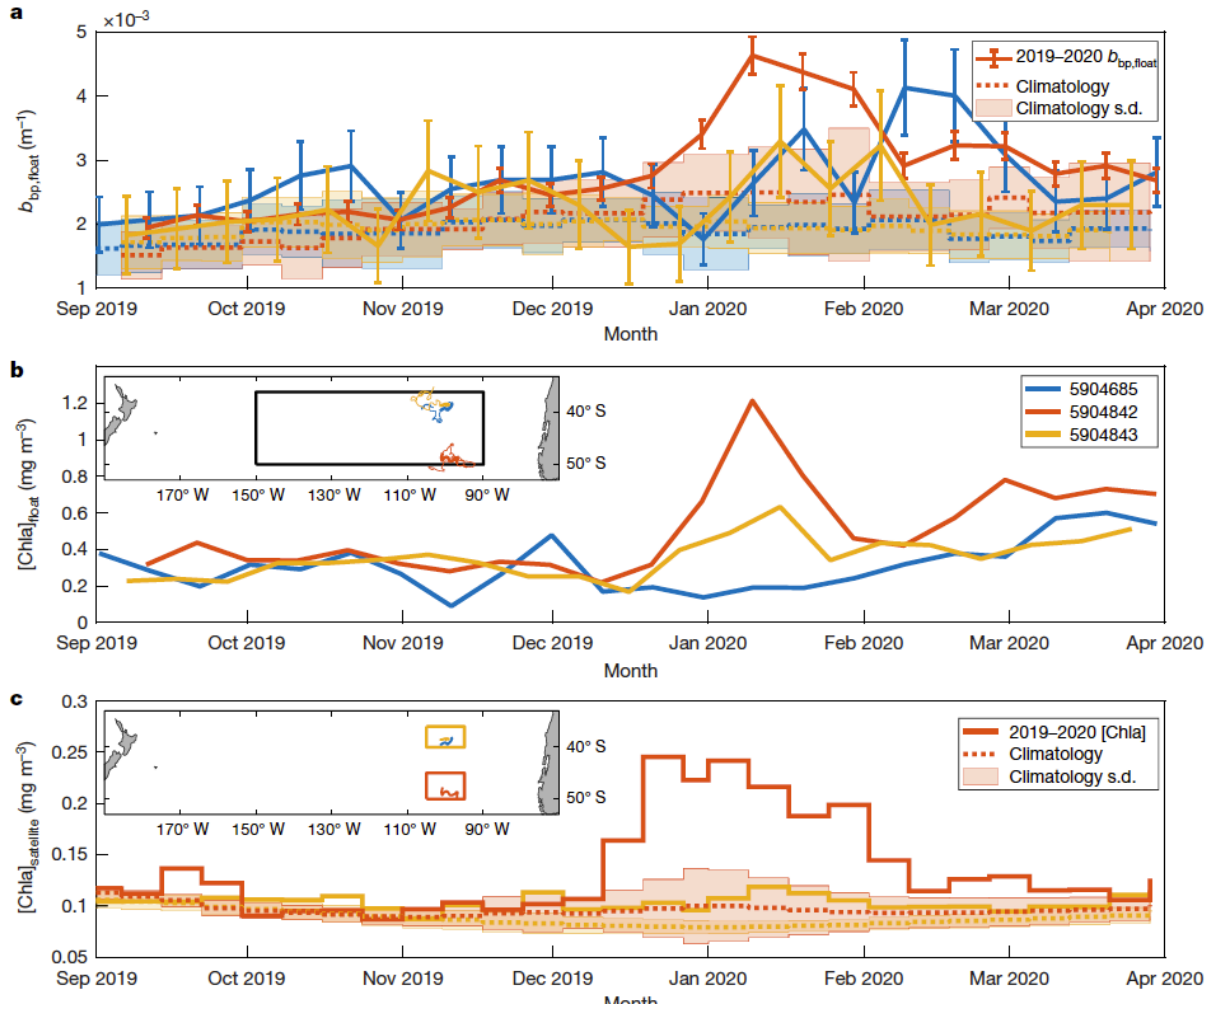 a
×10⁻³
5
4
3
2
1
b_bp,float (m⁻¹)
2019–2020 b_bp,float
Climatology
Climatology s.d.
Sep 2019 Oct 2019 Nov 2019 Dec 2019 Jan 2020 Feb 2020 Mar 2020 Apr 2020
Month
b
1.2
1
0.8
0.6
0.4
0.2
0
[Chla]float (mg m⁻³)
40° S
50° S
170° W 150° W 130° W 110° W 90° W
5904685
5904842
5904843
Sep 2019 Oct 2019 Nov 2019 Dec 2019 Jan 2020 Feb 2020 Mar 2020 Apr 2020
Month
c
0.3
0.25
0.2
0.15
0.1
0.05
[Chla]satellite (mg m⁻³)
40° S
50° S
170° W 150° W 130° W 110° W 90° W
2019–2020 [Chla]
Climatology
Climatology s.d.
Sep 2019 Oct 2019 Nov 2019 Dec 2019 Jan 2020 Feb 2020 Mar 2020 Apr 2020
Month